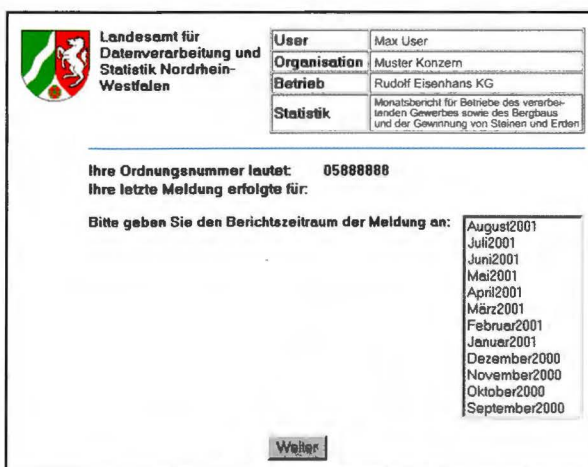 Landesamt für
Datenverarbeitung und
Statistik Nordrhein-
Westfalen
User Max User
Organisation Muster Konzern
Betrieb Rudolf Eisenhans KG
Statistik Monatsbericht für Betriebe des verarbei-
tenden Gewerbes sowie des Bergbaus
und der Gewinnung von Steinen und Erden
Ihre Ordnungsnummer lautet: 05888888
Ihre letzte Meldung erfolgte für:
Bitte geben Sie den Berichtszeitraum der Meldung an:
August2001
Juli2001
Juni2001
Mai2001
April2001
März2001
Februar2001
Januar2001
Dezember2000
November2000
Oktober2000
September2000
Weiter